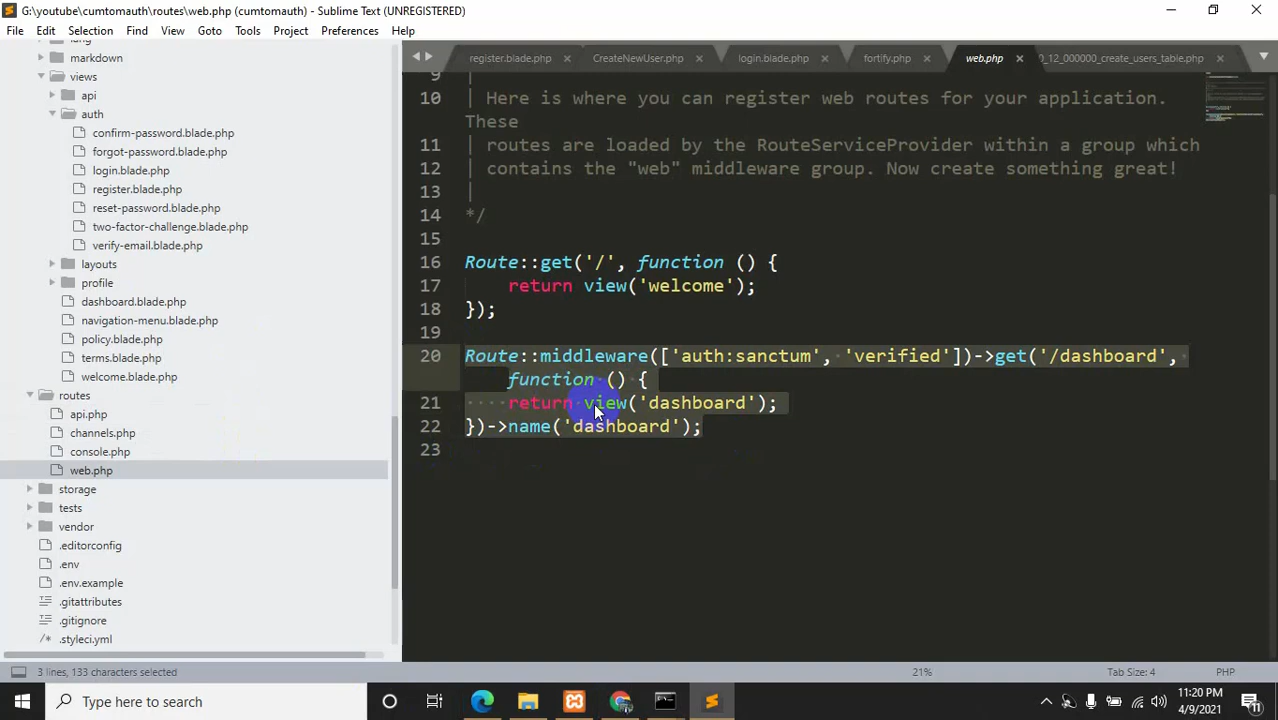 G:\youtube\cumtomauth\routes\web.php (cumtomauth) - Sublime Text (UNREGISTERED)
File Edit Selection Find View Goto Tools Project Preferences Help
lang
markdown
views
api
auth
confirm-password.blade.php
forgot-password.blade.php
login.blade.php
register.blade.php
reset-password.blade.php
two-factor-challenge.blade.php
verify-email.blade.php
layouts
profile
dashboard.blade.php
navigation-menu.blade.php
policy.blade.php
terms.blade.php
welcome.blade.php
routes
api.php
channels.php
console.php
web.php
storage
tests
vendor
.editorconfig
.env
.env.example
.gitattributes
.gitignore
.styleci.yml
register.blade.php CreateNewUser.php login.blade.php fortify.php web.php 0_12_000000_create_users_table.php
9 |
10 | Here is where you can register web routes for your application.
These
11 | routes are loaded by the RouteServiceProvider within a group which
12 | contains the "web" middleware group. Now create something great!
13 |
14 */
15
16 Route::get('/', function () {
17 return view('welcome');
18 });
19
20 Route::middleware(['auth:sanctum', 'verified'])->get('/dashboard',
function () {
21 return view('dashboard');
22 })->name('dashboard');
23
3 lines, 133 characters selected 21% Tab Size: 4 PHP
Type here to search
11:20 PM
4/9/2021
11